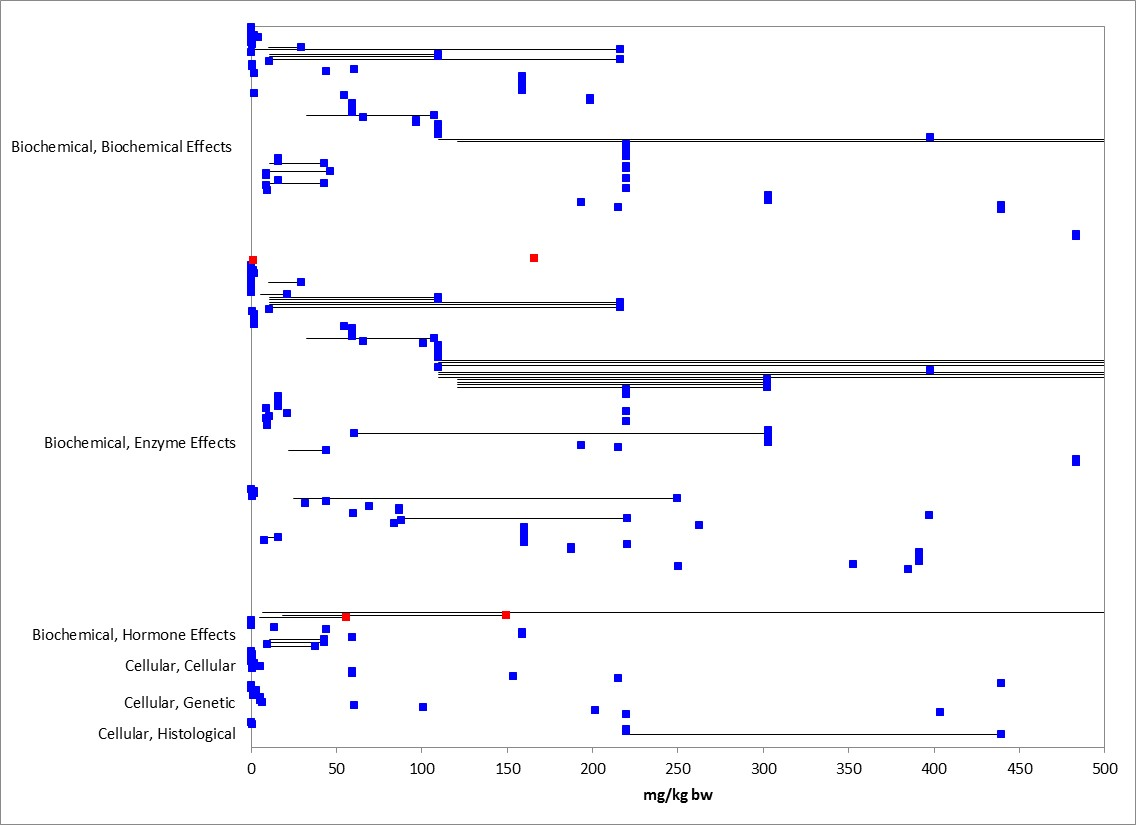 Biochemical, Biochemical Effects
Biochemical, Enzyme Effects
Biochemical, Hormone Effects
Cellular, Cellular
Cellular, Genetic
Cellular, Histological
0 50 100 150 200 250 300 350 400 450 500
mg/kg bw